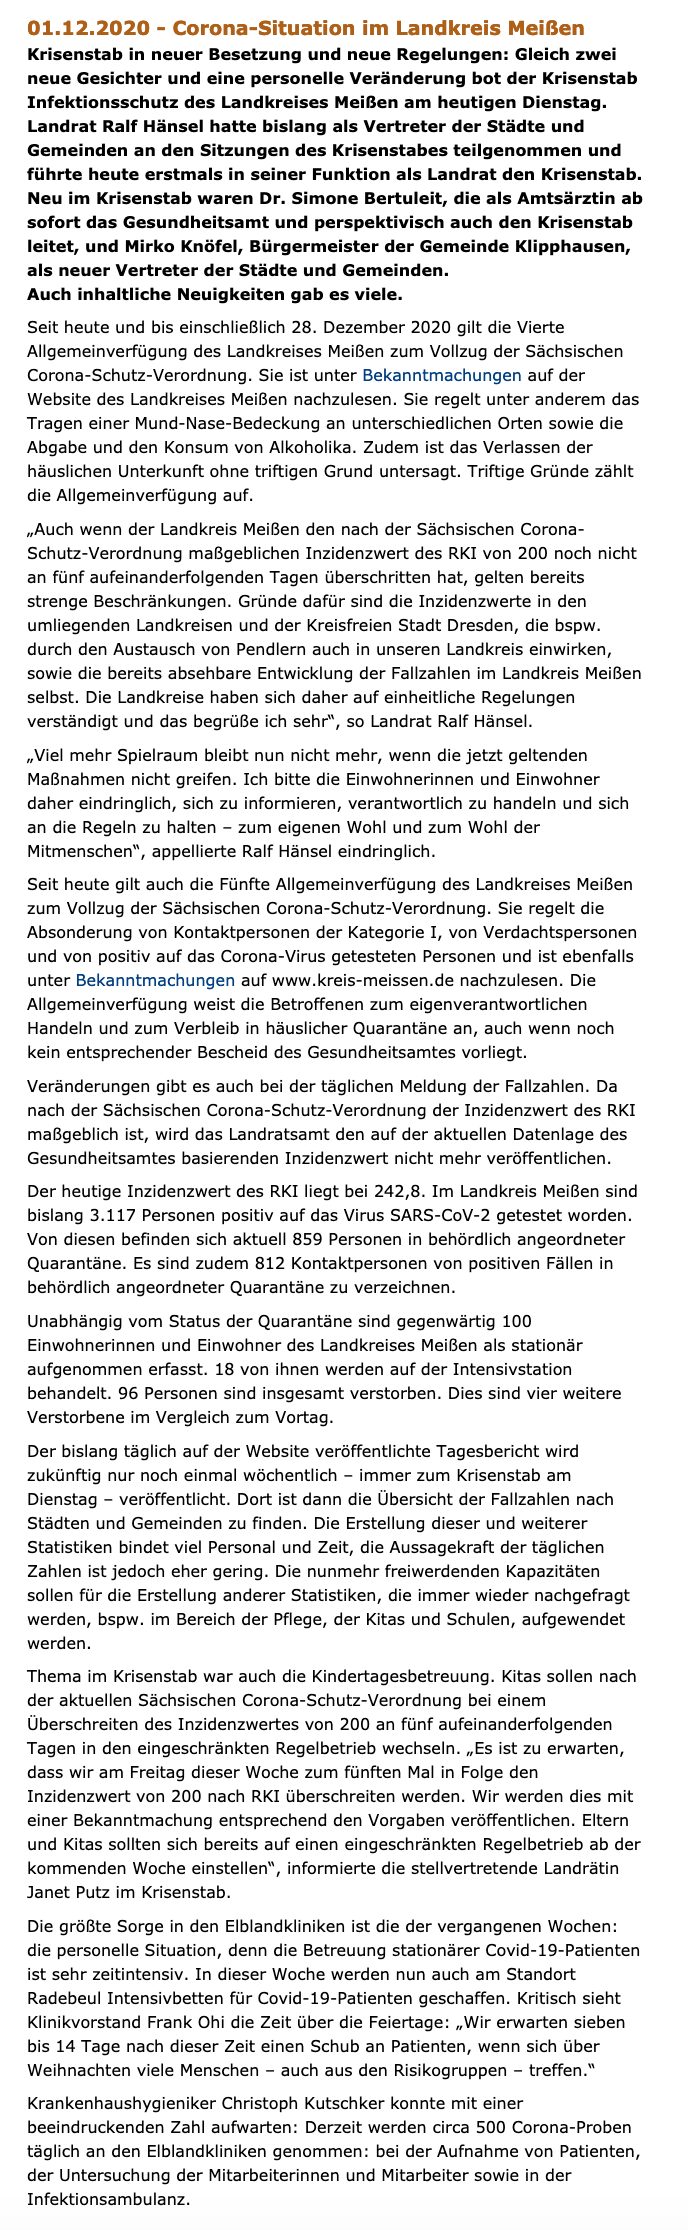 01.12.2020 - Corona-Situation im Landkreis Meißen
Krisenstab in neuer Besetzung und neue Regelungen: Gleich zwei
neue Gesichter und eine personelle Veränderung bot der Krisenstab
Infektionsschutz des Landkreises Meißen am heutigen Dienstag.
Landrat Ralf Hänsel hatte bislang als Vertreter der Städte und
Gemeinden an den Sitzungen des Krisenstabes teilgenommen und
führte heute erstmals in seiner Funktion als Landrat den Krisenstab.
Neu im Krisenstab waren Dr. Simone Bertuleit, die als Amtsärztin ab
sofort das Gesundheitsamt und perspektivisch auch den Krisenstab
leitet, und Mirko Knöfel, Bürgermeister der Gemeinde Klipphausen,
als neuer Vertreter der Städte und Gemeinden.
Auch inhaltliche Neuigkeiten gab es viele.
Seit heute und bis einschließlich 28. Dezember 2020 gilt die Vierte
Allgemeinverfügung des Landkreises Meißen zum Vollzug der Sächsischen
Corona-Schutz-Verordnung. Sie ist unter Bekanntmachungen auf der
Website des Landkreises Meißen nachzulesen. Sie regelt unter anderem das
Tragen einer Mund-Nase-Bedeckung an unterschiedlichen Orten sowie die
Abgabe und den Konsum von Alkoholika. Zudem ist das Verlassen der
häuslichen Unterkunft ohne triftigen Grund untersagt. Triftige Gründe zählt
die Allgemeinverfügung auf.
„Auch wenn der Landkreis Meißen den nach der Sächsischen Corona-
Schutz-Verordnung maßgeblichen Inzidenzwert des RKI von 200 noch nicht
an fünf aufeinanderfolgenden Tagen überschritten hat, gelten bereits
strenge Beschränkungen. Gründe dafür sind die Inzidenzwerte in den
umliegenden Landkreisen und der Kreisfreien Stadt Dresden, die bspw.
durch den Austausch von Pendlern auch in unseren Landkreis einwirken,
sowie die bereits absehbare Entwicklung der Fallzahlen im Landkreis Meißen
selbst. Die Landkreise haben sich daher auf einheitliche Regelungen
verständigt und das begrüße ich sehr“, so Landrat Ralf Hänsel.
„Viel mehr Spielraum bleibt nun nicht mehr, wenn die jetzt geltenden
Maßnahmen nicht greifen. Ich bitte die Einwohnerinnen und Einwohner
daher eindringlich, sich zu informieren, verantwortlich zu handeln und sich
an die Regeln zu halten – zum eigenen Wohl und zum Wohl der
Mitmenschen“, appellierte Ralf Hänsel eindringlich.
Seit heute gilt auch die Fünfte Allgemeinverfügung des Landkreises Meißen
zum Vollzug der Sächsischen Corona-Schutz-Verordnung. Sie regelt die
Absonderung von Kontaktpersonen der Kategorie I, von Verdachtspersonen
und von positiv auf das Corona-Virus getesteten Personen und ist ebenfalls
unter Bekanntmachungen auf www.kreis-meissen.de nachzulesen. Die
Allgemeinverfügung weist die Betroffenen zum eigenverantwortlichen
Handeln und zum Verbleib in häuslicher Quarantäne an, auch wenn noch
kein entsprechender Bescheid des Gesundheitsamtes vorliegt.
Veränderungen gibt es auch bei der täglichen Meldung der Fallzahlen. Da
nach der Sächsischen Corona-Schutz-Verordnung der Inzidenzwert des RKI
maßgeblich ist, wird das Landratsamt den auf der aktuellen Datenlage des
Gesundheitsamtes basierenden Inzidenzwert nicht mehr veröffentlichen.
Der heutige Inzidenzwert des RKI liegt bei 242,8. Im Landkreis Meißen sind
bislang 3.117 Personen positiv auf das Virus SARS-CoV-2 getestet worden.
Von diesen befinden sich aktuell 859 Personen in behördlich angeordneter
Quarantäne. Es sind zudem 812 Kontaktpersonen von positiven Fällen in
behördlich angeordneter Quarantäne zu verzeichnen.
Unabhängig vom Status der Quarantäne sind gegenwärtig 100
Einwohnerinnen und Einwohner des Landkreises Meißen als stationär
aufgenommen erfasst. 18 von ihnen werden auf der Intensivstation
behandelt. 96 Personen sind insgesamt verstorben. Dies sind vier weitere
Verstorbene im Vergleich zum Vortag.
Der bislang täglich auf der Website veröffentlichte Tagesbericht wird
zukünftig nur noch einmal wöchentlich – immer zum Krisenstab am
Dienstag – veröffentlicht. Dort ist dann die Übersicht der Fallzahlen nach
Städten und Gemeinden zu finden. Die Erstellung dieser und weiterer
Statistiken bindet viel Personal und Zeit, die Aussagekraft der täglichen
Zahlen ist jedoch eher gering. Die nunmehr freiwerdenden Kapazitäten
sollen für die Erstellung anderer Statistiken, die immer wieder nachgefragt
werden, bspw. im Bereich der Pflege, der Kitas und Schulen, aufgewendet
werden.
Thema im Krisenstab war auch die Kindertagesbetreuung. Kitas sollen nach
der aktuellen Sächsischen Corona-Schutz-Verordnung bei einem
Überschreiten des Inzidenzwertes von 200 an fünf aufeinanderfolgenden
Tagen in den eingeschränkten Regelbetrieb wechseln. „Es ist zu erwarten,
dass wir am Freitag dieser Woche zum fünften Mal in Folge den
Inzidenzwert von 200 nach RKI überschreiten werden. Wir werden dies mit
einer Bekanntmachung entsprechend den Vorgaben veröffentlichen. Eltern
und Kitas sollten sich bereits auf einen eingeschränkten Regelbetrieb ab der
kommenden Woche einstellen“, informierte die stellvertretende Landrätin
Janet Putz im Krisenstab.
Die größte Sorge in den Elblandkliniken ist die der vergangenen Wochen:
die personelle Situation, denn die Betreuung stationärer Covid-19-Patienten
ist sehr zeitintensiv. In dieser Woche werden nun auch am Standort
Radebeul Intensivbetten für Covid-19-Patienten geschaffen. Kritisch sieht
Klinikvorstand Frank Ohi die Zeit über die Feiertage: „Wir erwarten sieben
bis 14 Tage nach dieser Zeit einen Schub an Patienten, wenn sich über
Weihnachten viele Menschen – auch aus den Risikogruppen – treffen.“
Krankenhaushygieniker Christoph Kutschker konnte mit einer
beeindruckenden Zahl aufwarten: Derzeit werden circa 500 Corona-Proben
täglich an den Elblandkliniken genommen: bei der Aufnahme von Patienten,
der Untersuchung der Mitarbeiterinnen und Mitarbeiter sowie in der
Infektionsambulanz.